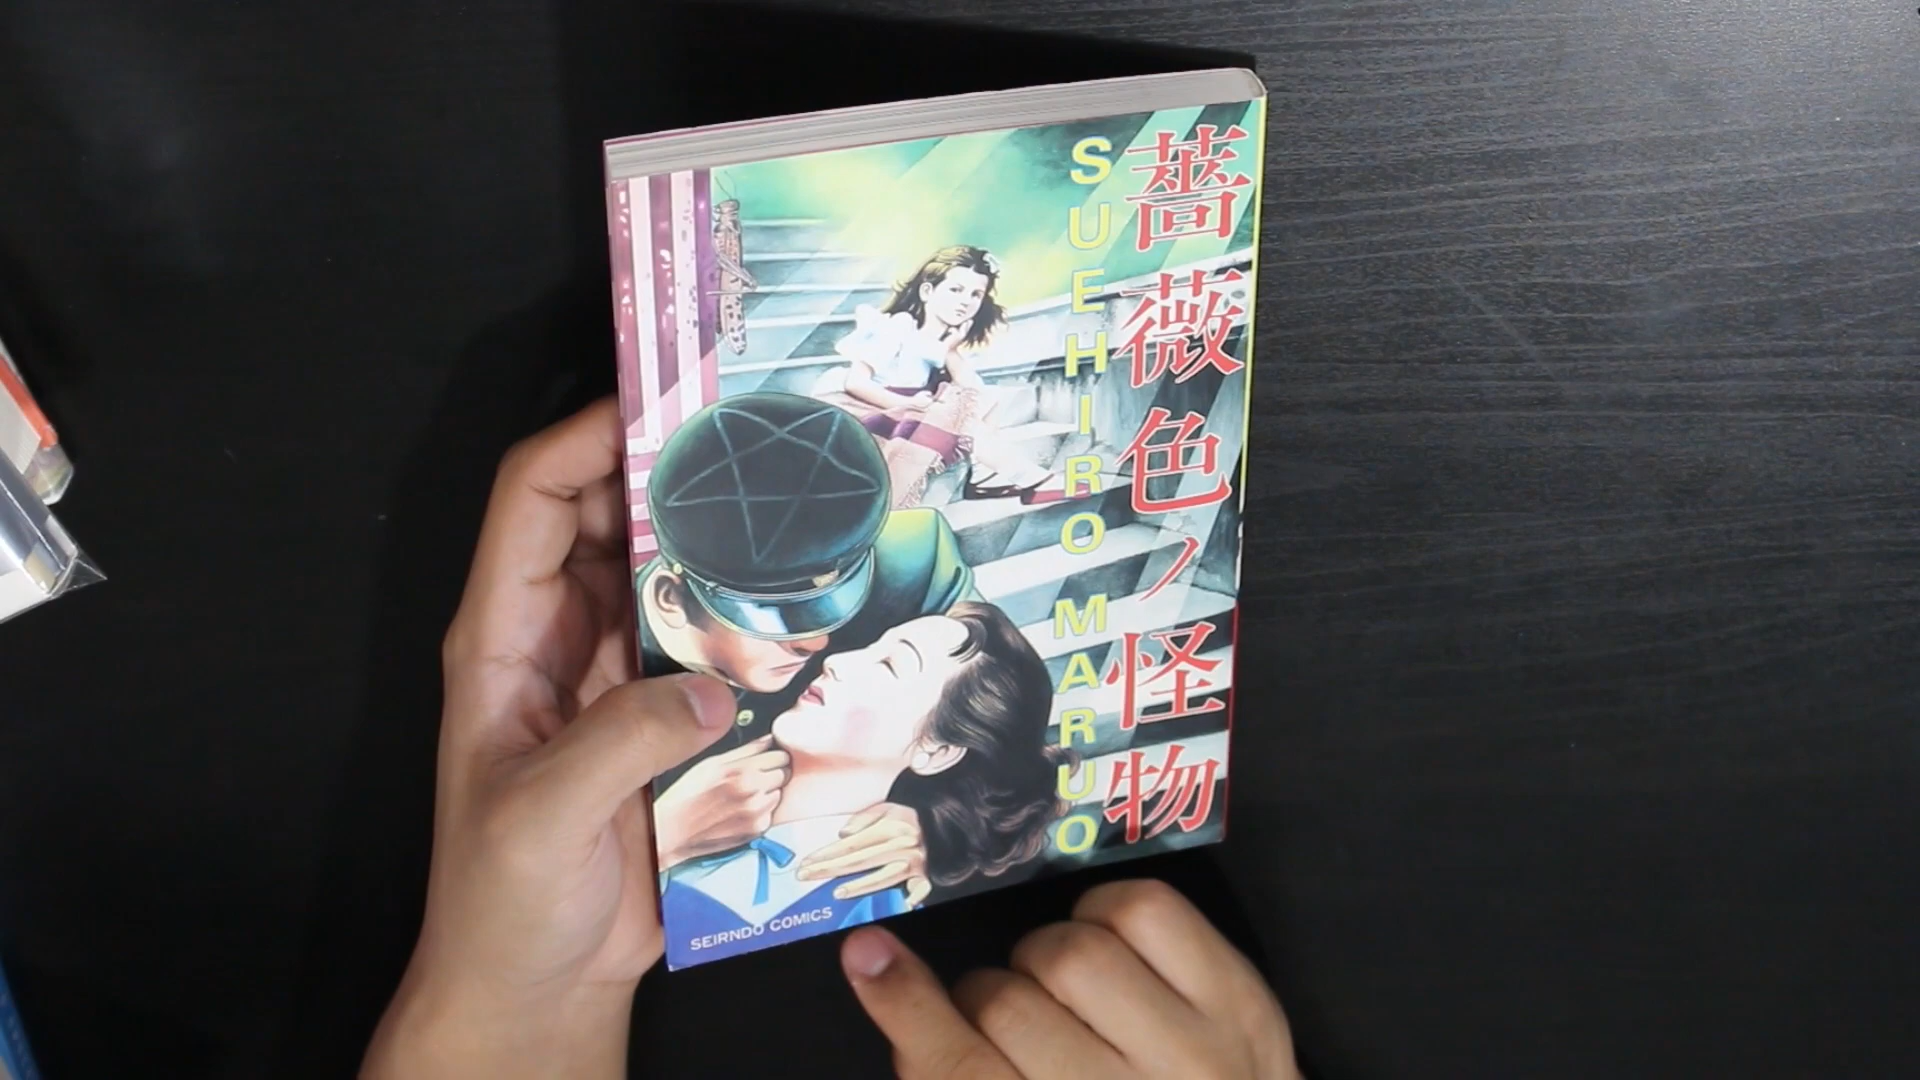 薔薇色ノ怪物
SUEHIRO MARUO
SEIRNDO COMICS